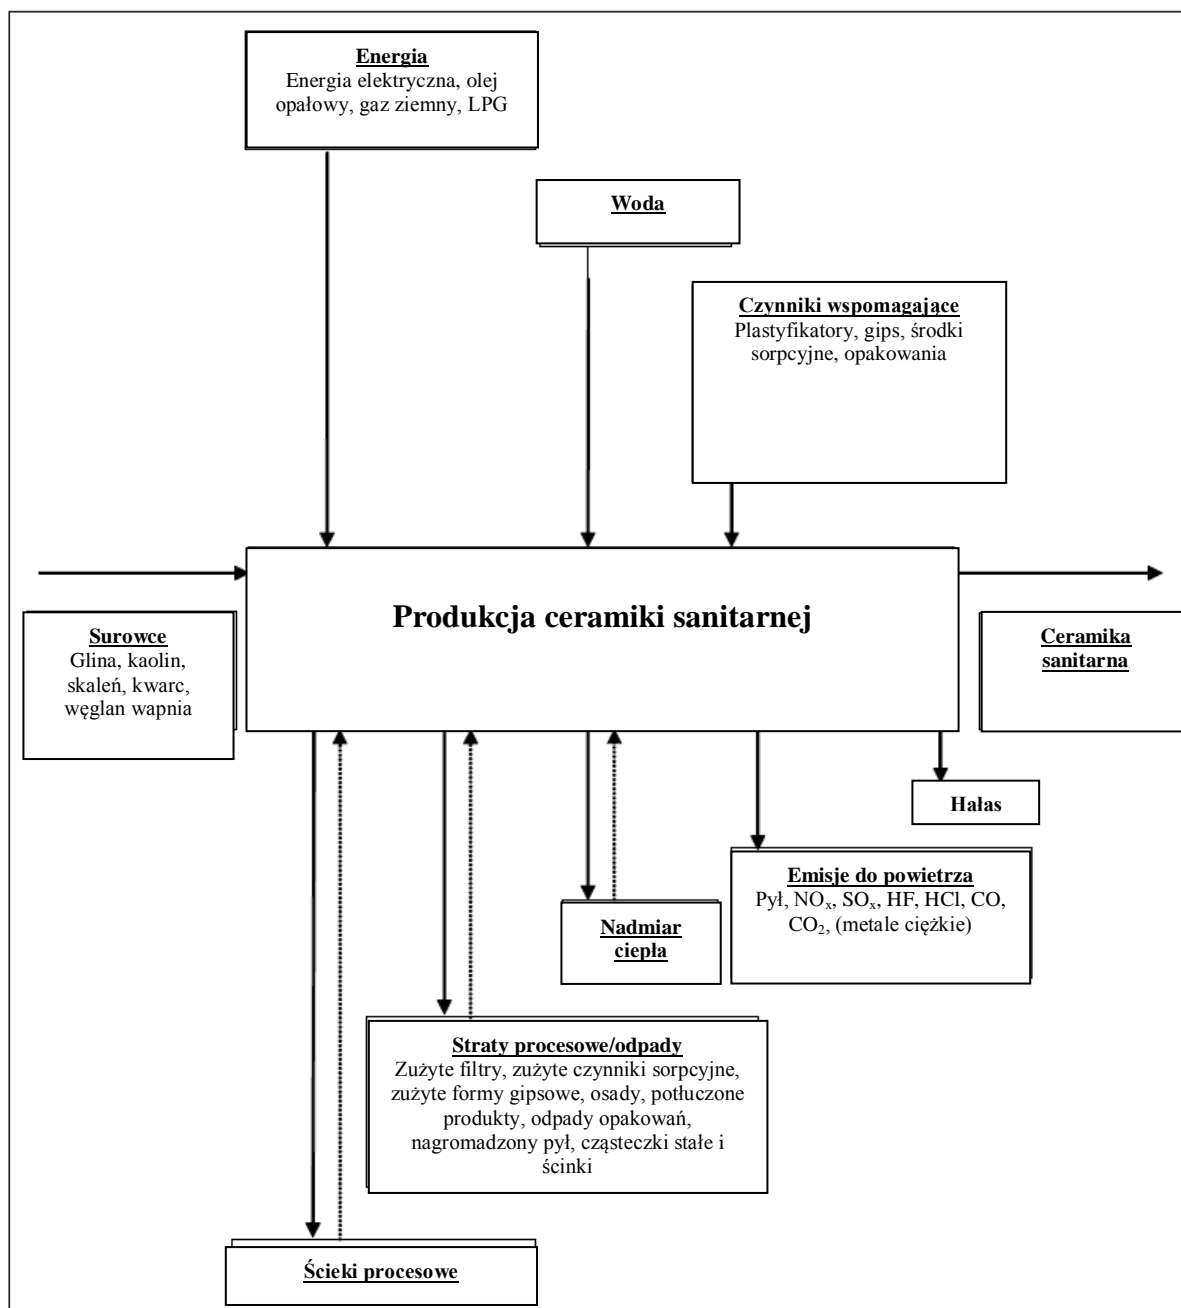 Energia
Energia elektryczna, olej
opałowy, gaz ziemny, LPG
Woda
Czynniki wspomagające
Plastyfikatory, gips, środki
sorpcyjne, opakowania
Produkcja ceramiki sanitarnej
Surowce
Glina, kaolin,
skaleń, kwarc,
węglan wapnia
Ceramika
sanitarna
Hałas
Emisje do powietrza
Pył, NOₓ, SOₓ, HF, HCl, CO,
CO₂, (metale ciężkie)
Nadmiar
ciepła
Straty procesowe/odpady
Zużyte filtry, zużyte czynniki sorpcyjne,
zużyte formy gipsowe, osady, potłuczone
produkty, odpady opakowań,
nagromadzony pył, cząsteczki stałe i
ścinki
Ścieki procesowe